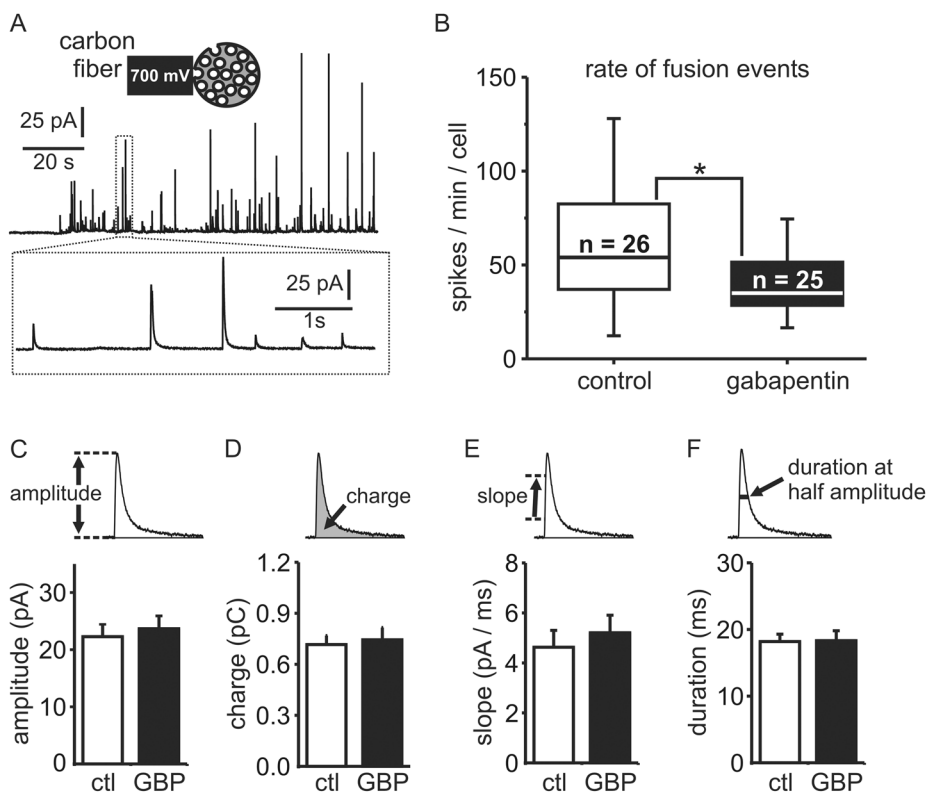 A
carbon
fiber
700 mV
25 pA
20 s
25 pA
1s
B
rate of fusion events
spikes / min / cell
150
100
50
0
*
n = 26
n = 25
control
gabapentin
C
amplitude
amplitude (pA)
30
20
10
0
ctl GBP
D
charge
charge (pC)
1.2
0.9
0.6
0.3
0.0
ctl GBP
E
slope
slope (pA / ms)
8
6
4
2
0
ctl GBP
F
duration at
half amplitude
duration (ms)
30
20
10
0
ctl GBP